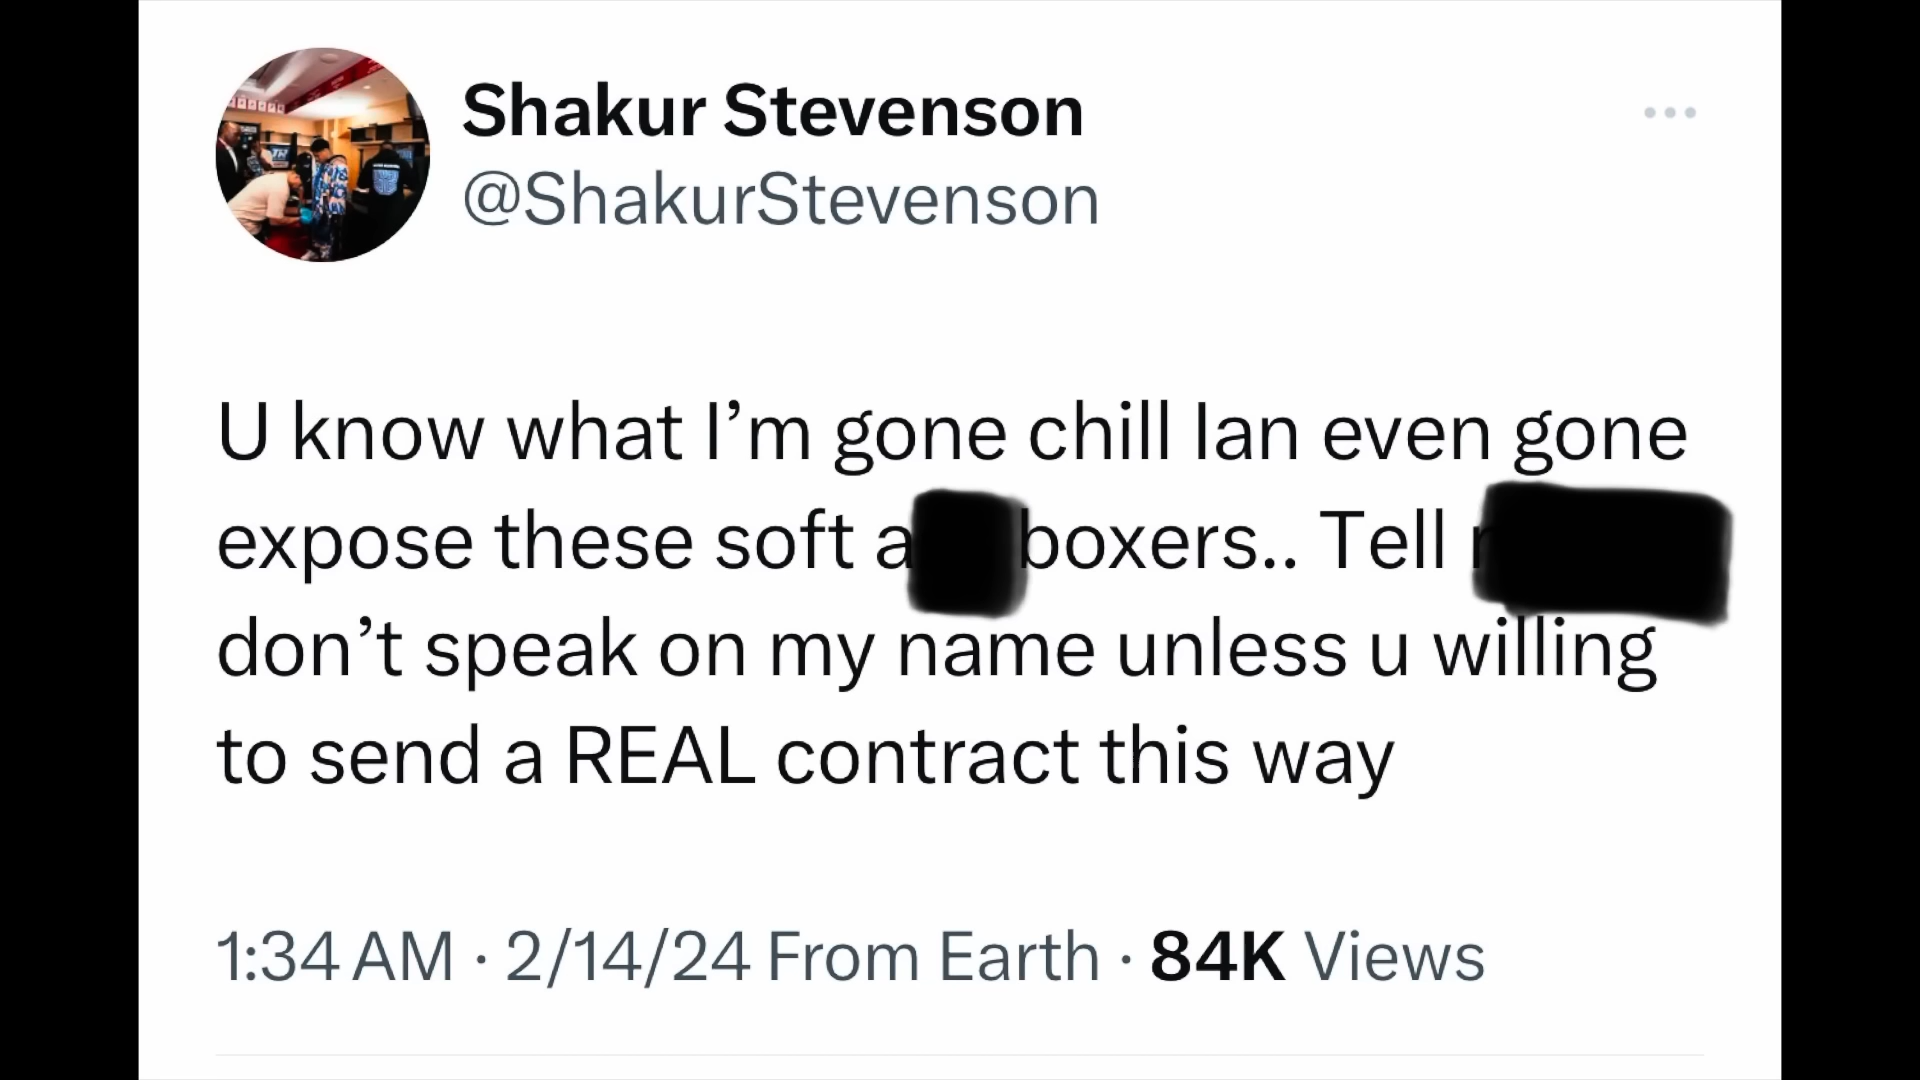 Shakur Stevenson
@ShakurStevenson
U know what I’m gone chill Ian even gone
expose these soft boxers.. Tell
don’t speak on my name unless u willing
to send a REAL contract this way
1:34 AM · 2/14/24 From Earth · 84K Views